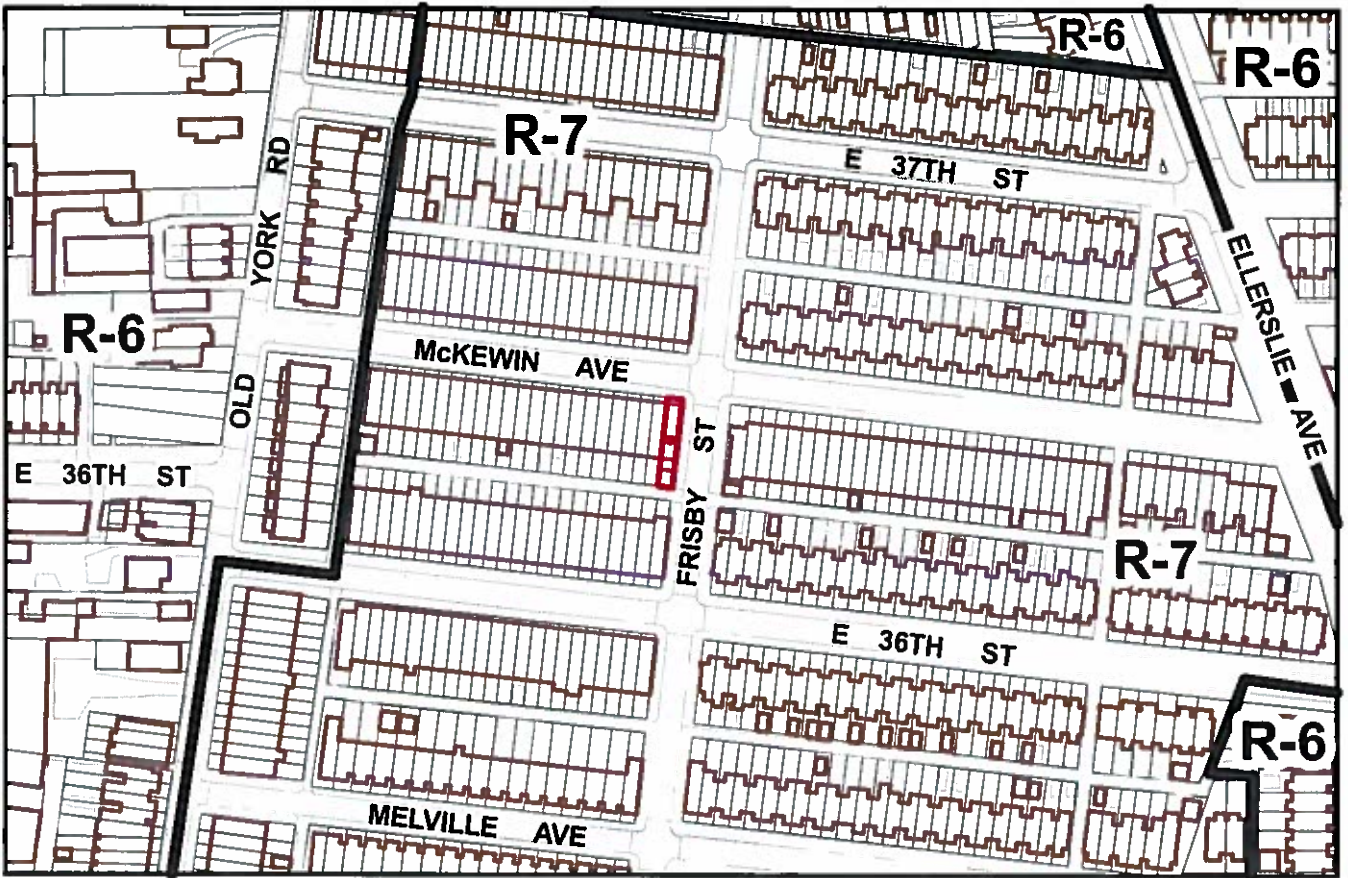 R-6
R-6
R-7
E 37TH ST
OLD YORK RD
ELLERSLIE AVE
R-6
McKEWIN AVE
FRISBY ST
E 36TH ST
R-7
E 36TH ST
R-6
MELVILLE AVE